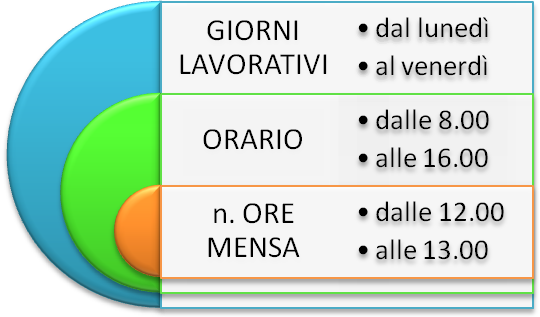 GIORNI
LAVORATIVI
• dal lunedì
• al venerdì
ORARIO
• dalle 8.00
• alle 16.00
n. ORE
MENSA
• dalle 12.00
• alle 13.00